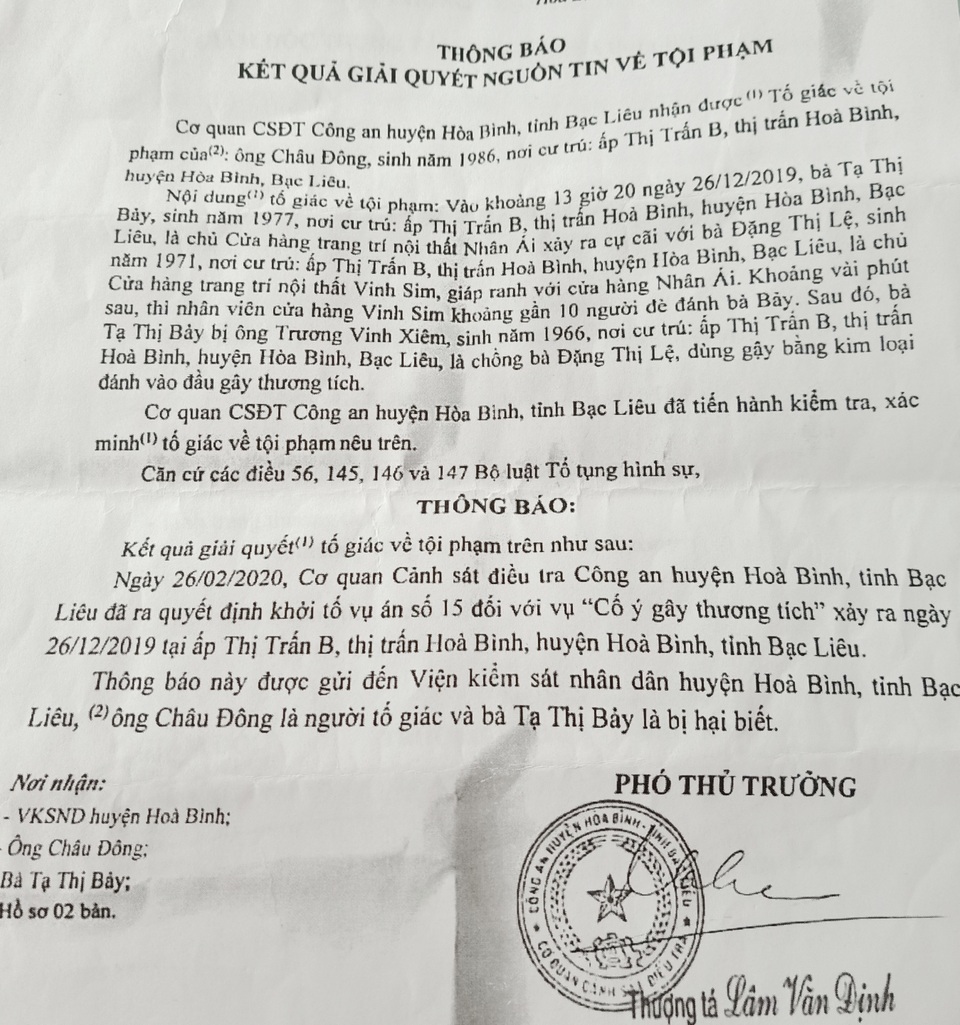 THÔNG BÁO
KẾT QUẢ GIẢI QUYẾT NGUỒN TIN VỀ TỘI PHẠM
Cơ quan CSĐT Công an huyện Hòa Bình, tỉnh Bạc Liêu nhận được (1) Tố giác về tội
phạm của(2): ông Châu Đông, sinh năm 1986, nơi cư trú: ấp Thị Trấn B, thị trấn Hoà Bình,
huyện Hòa Bình, Bạc Liêu.
Nội dung(1) tố giác về tội phạm: Vào khoảng 13 giờ 20 ngày 26/12/2019, bà Tạ Thị
Bảy, sinh năm 1977, nơi cư trú: ấp Thị Trấn B, thị trấn Hoà Bình, huyện Hòa Bình, Bạc
Liêu, là chủ Cửa hàng trang trí nội thất Nhân Ái xảy ra cự cãi với bà Đặng Thị Lệ, sinh
năm 1971, nơi cư trú: ấp Thị Trấn B, thị trấn Hoà Bình, huyện Hòa Bình, Bạc Liêu, là chủ
Cửa hàng trang trí nội thất Vinh Sim, giáp ranh với cửa hàng Nhân Ái. Khoảng vài phút
sau, thì nhân viên cửa hàng Vinh Sim khoảng gần 10 người đè đánh bà Bảy. Sau đó, bà
Tạ Thị Bảy bị ông Trương Vinh Xiêm, sinh năm 1966, nơi cư trú: ấp Thị Trấn B, thị trấn
Hoà Bình, huyện Hòa Bình, Bạc Liêu, là chồng bà Đặng Thị Lệ, dùng gậy bằng kim loại
đánh vào đầu gây thương tích.
Cơ quan CSĐT Công an huyện Hòa Bình, tỉnh Bạc Liêu đã tiến hành kiểm tra, xác
minh(1) tố giác về tội phạm nêu trên.
Căn cứ các điều 56, 145, 146 và 147 Bộ luật Tố tụng hình sự,
THÔNG BÁO:
Kết quả giải quyết(1) tố giác về tội phạm trên như sau:
Ngày 26/02/2020, Cơ quan Cảnh sát điều tra Công an huyện Hoà Bình, tỉnh Bạc
Liêu đã ra quyết định khởi tố vụ án số 15 đối với vụ “Cố ý gây thương tích” xảy ra ngày
26/12/2019 tại ấp Thị Trấn B, thị trấn Hoà Bình, huyện Hoà Bình, tỉnh Bạc Liêu.
Thông báo này được gửi đến Viện kiểm sát nhân dân huyện Hoà Bình, tỉnh Bạc
Liêu, (2)ông Châu Đông là người tố giác và bà Tạ Thị Bảy là bị hại biết.
Nơi nhận:
- VKSND huyện Hoà Bình;
- Ông Châu Đông;
Bà Tạ Thị Bảy;
Hồ sơ 02 bản.
PHÓ THỦ TRƯỞNG
CÔNG AN HUYỆN HOÀ BÌNH - TỈNH BẠC LIÊU
CƠ QUAN CẢNH SÁT ĐIỀU TRA
Thượng tá Lâm Văn Định